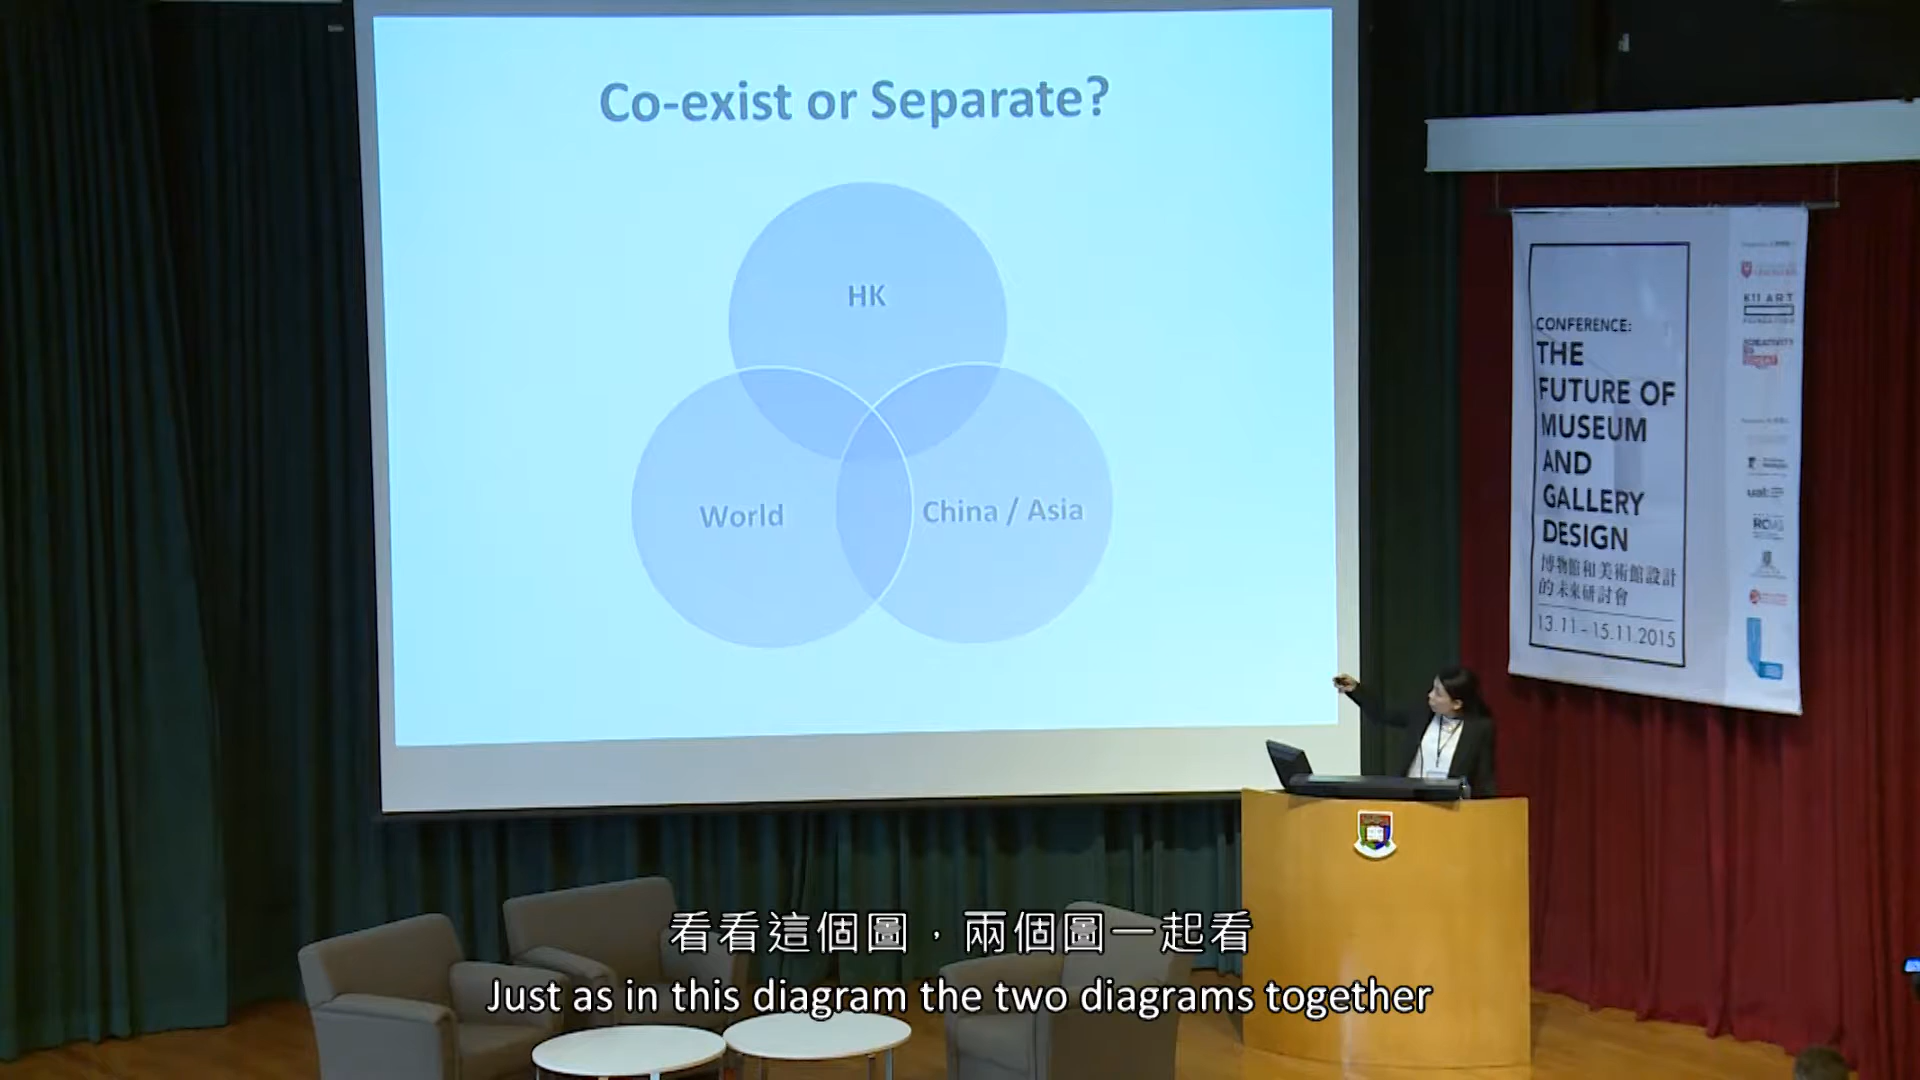 Co-exist or Separate?
HK
World
China / Asia
CONFERENCE:
THE
FUTURE OF
MUSEUM
AND
GALLERY
DESIGN
博物館和美術館設計
的未來研討會
13.11 - 15.11.2015
K11 ART
看看這個圖，兩個圖一起看
Just as in this diagram the two diagrams together